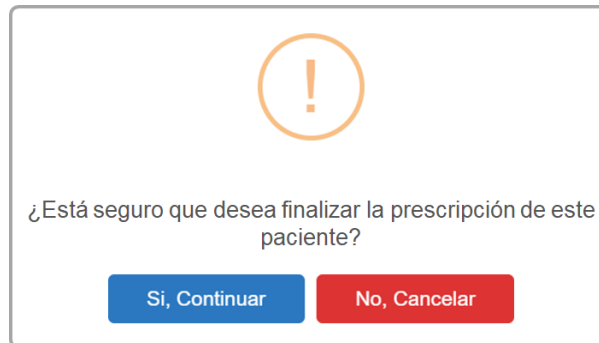 !
¿Está seguro que desea finalizar la prescripción de este
paciente?
Si, Continuar No, Cancelar